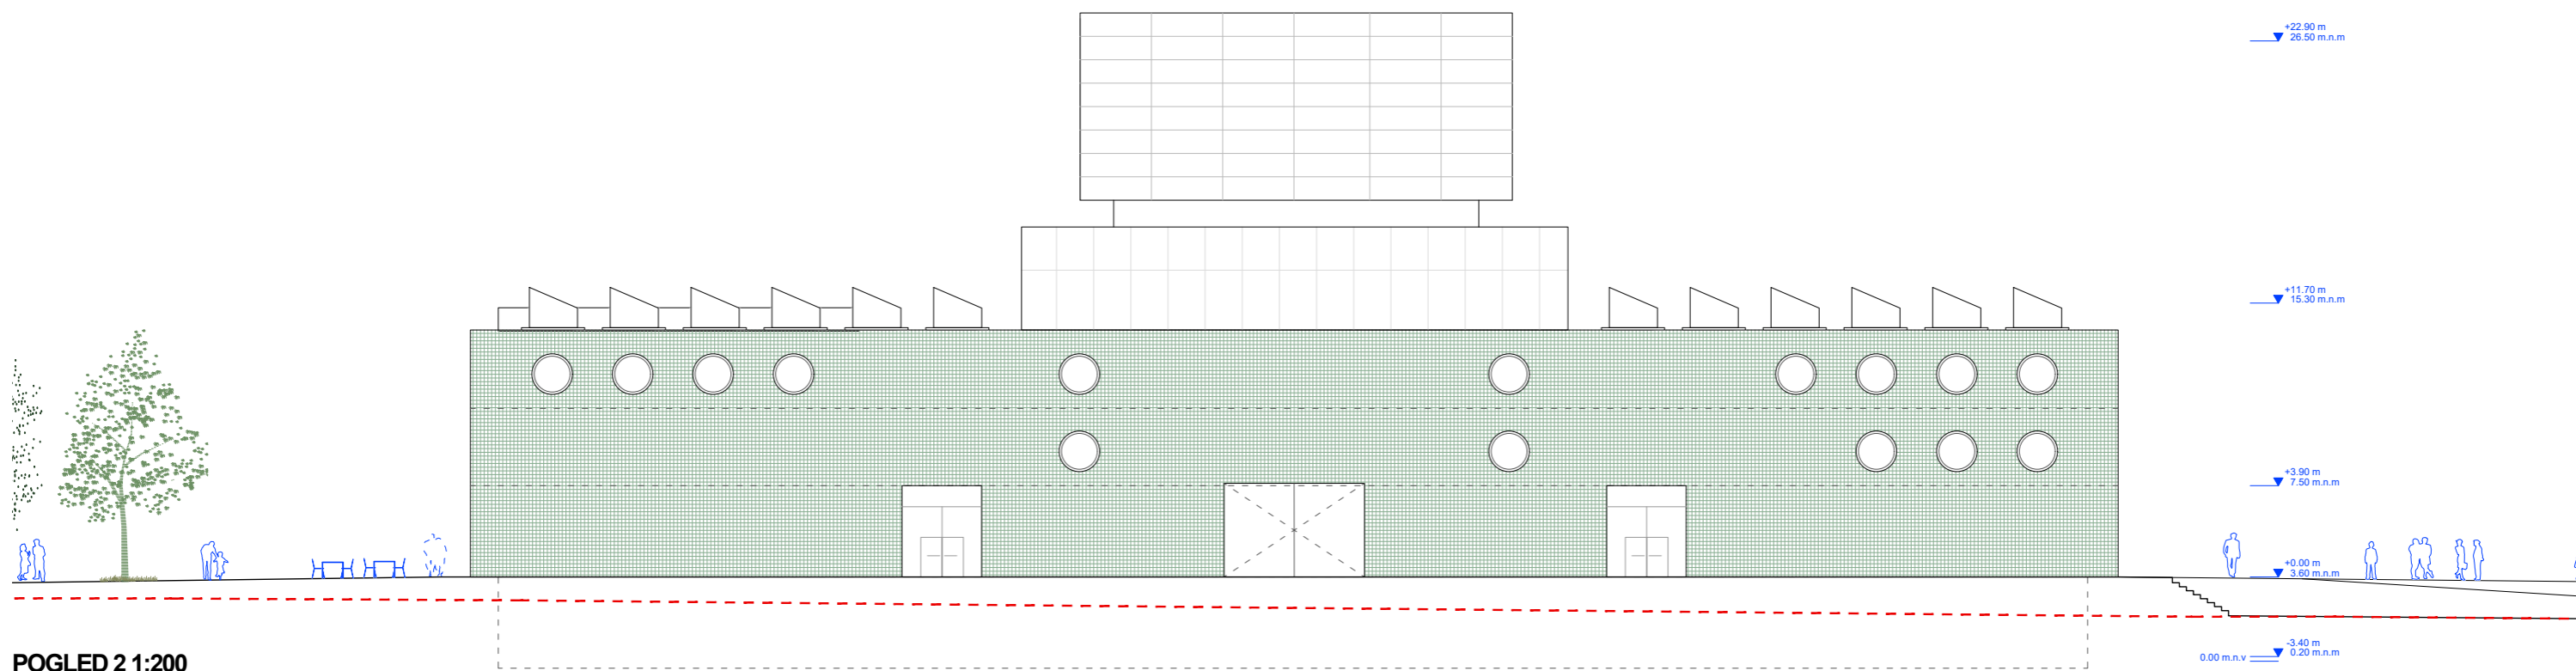 +22.90 m
26.50 m.n.m
+11.70 m
15.30 m.n.m
+3.90 m
7.50 m.n.m
+0.00 m
3.60 m.n.m
-3.40 m
0.20 m.n.m
0.00 m.n.v
POGLED 2 1:200